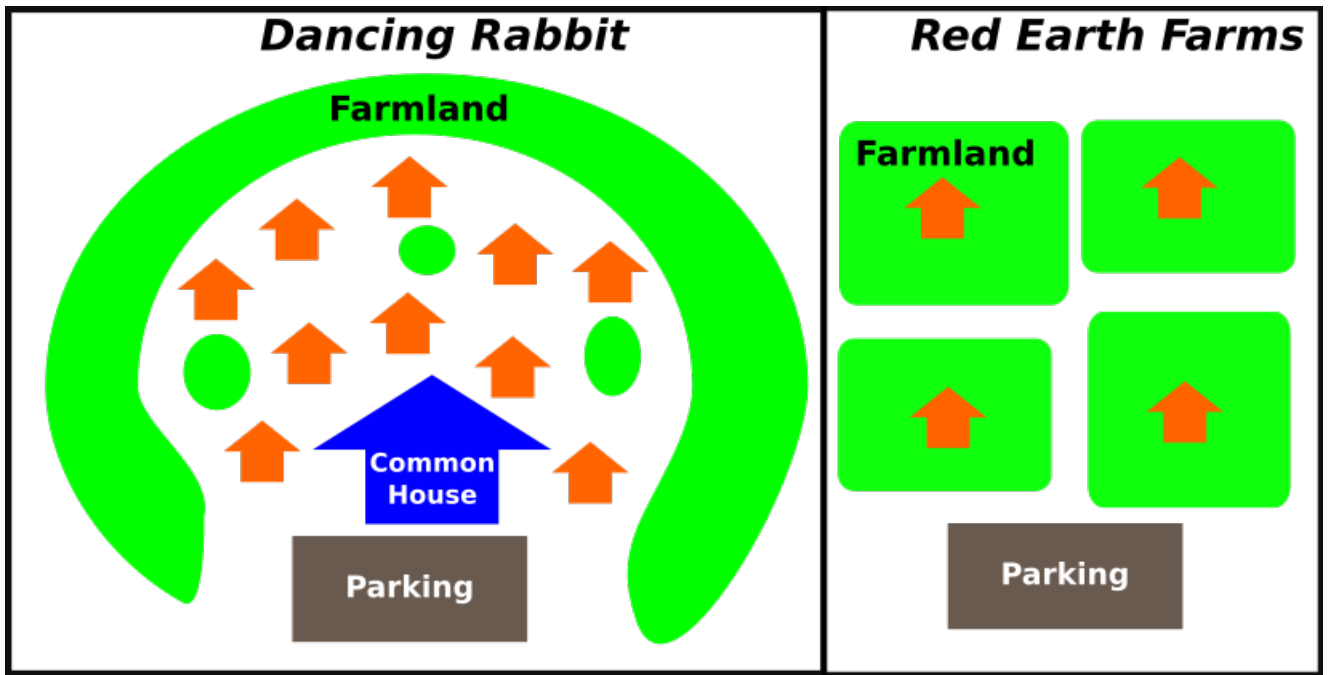 Dancing Rabbit
Farmland
Common
House
Parking
Red Earth Farms
Farmland
Parking